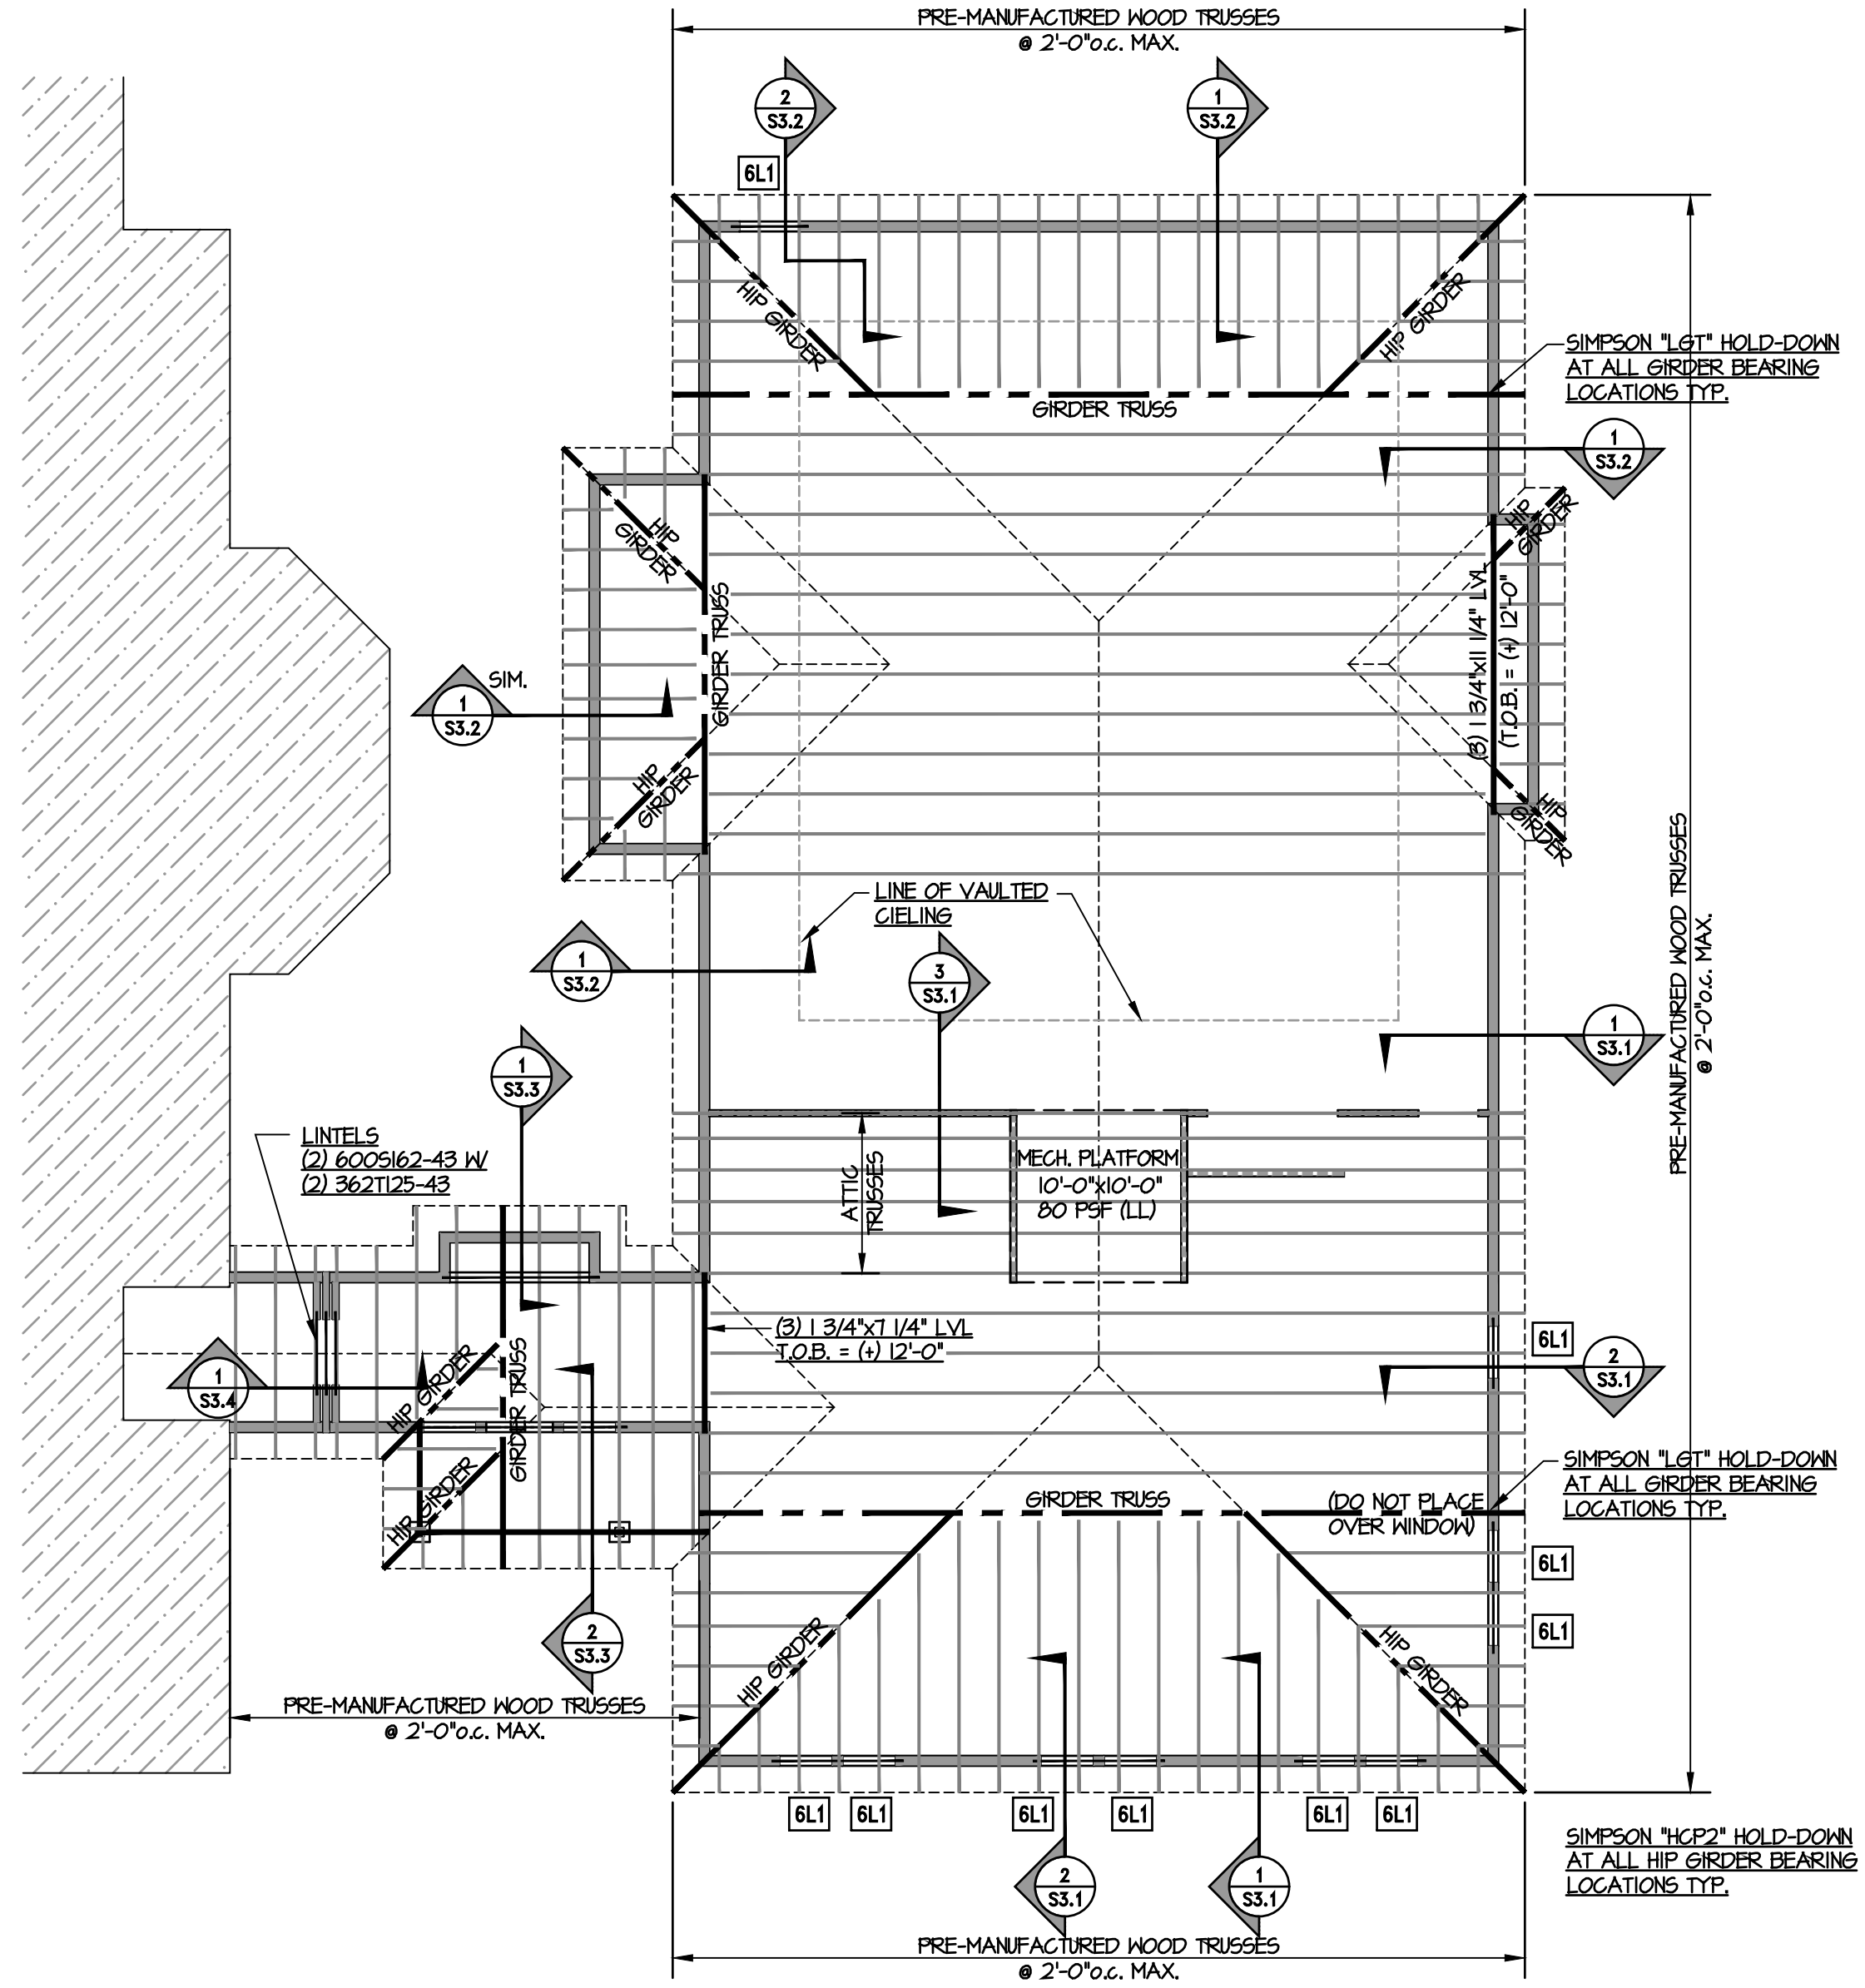 PRE-MANUFACTURED WOOD TRUSSES
@ 2'-0"o.c. MAX.
2
S3.2
1
S3.2
6L1
HIP GIRDER
HIP GIRDER
SIMPSON "LGT" HOLD-DOWN
AT ALL GIRDER BEARING
LOCATIONS TYP.
GIRDER TRUSS
1
S3.2
HIP
GIRDER
HIP
GIRDER
GIRDER TRUSS
(3) 1 3/4"x11 1/4" LVL
(T.O.B. = (+) 12'-0"
SIM.
1
S3.2
HIP
GIRDER
HIP
GIRDER
PRE-MANUFACTURED WOOD TRUSSES
@ 2'-0"o.c. MAX.
LINE OF VAULTED
CIELING
1
S3.2
3
S3.1
1
S3.1
1
S3.3
LINTELS
(2) 600S162-43 W/
(2) 362T125-43
ATTIC
TRUSSES
MECH. PLATFORM
10'-0"x10'-0"
80 PSF (LL)
(3) 1 3/4"x7 1/4" LVL
T.O.B. = (+) 12'-0"
6L1
2
S3.1
1
S3.4
HIP GIRDER
GIRDER TRUSS
HIP GIRDER
SIMPSON "LGT" HOLD-DOWN
AT ALL GIRDER BEARING
LOCATIONS TYP.
GIRDER TRUSS
(DO NOT PLACE
OVER WINDOW)
6L1
6L1
2
S3.3
HIP GIRDER
HIP GIRDER
PRE-MANUFACTURED WOOD TRUSSES
@ 2'-0"o.c. MAX.
6L1
6L1
6L1
6L1
6L1
6L1
SIMPSON "HCP2" HOLD-DOWN
AT ALL HIP GIRDER BEARING
LOCATIONS TYP.
2
S3.1
1
S3.1
PRE-MANUFACTURED WOOD TRUSSES
@ 2'-0"o.c. MAX.